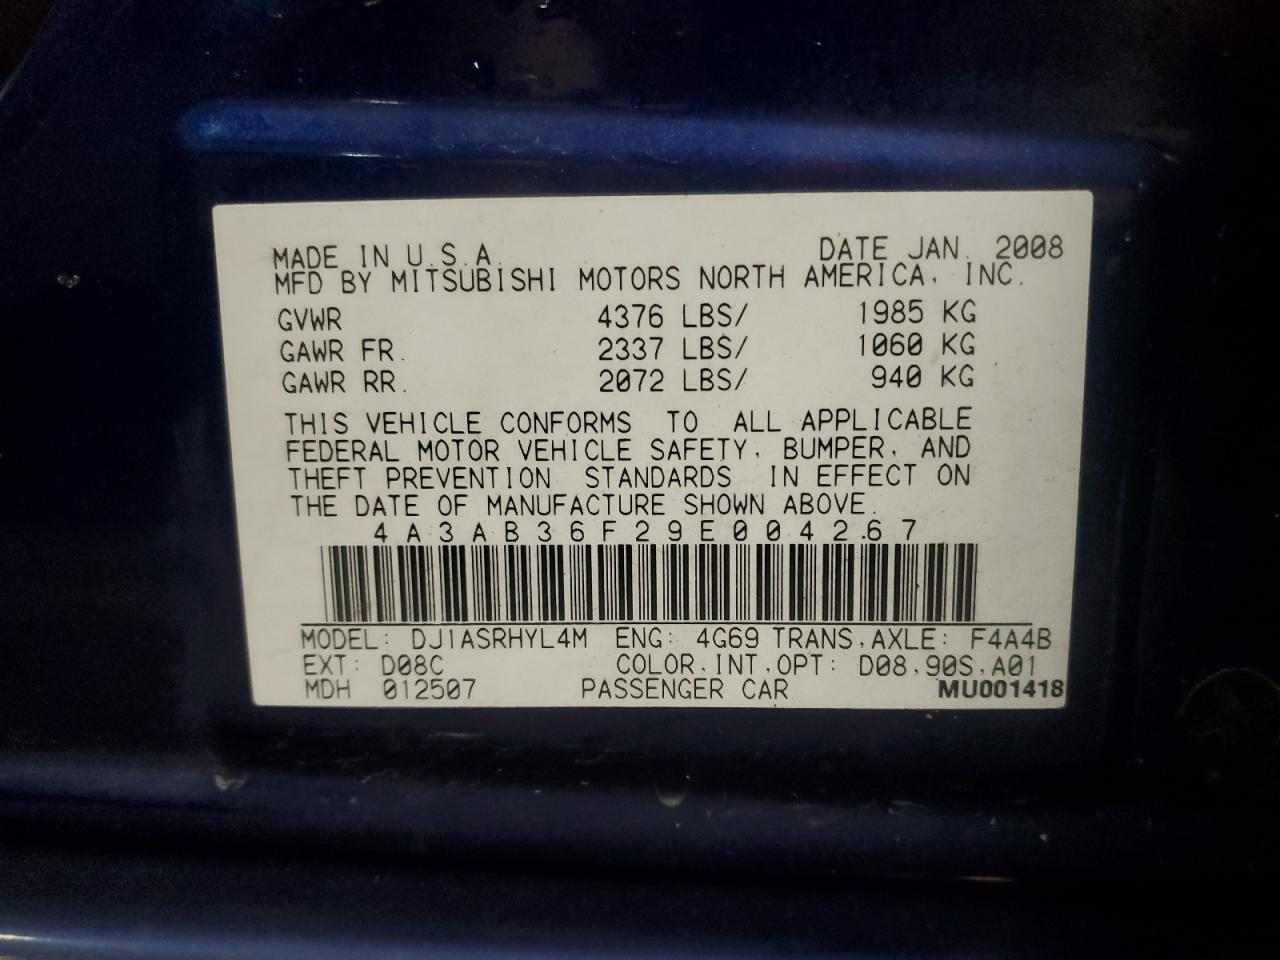 MADE IN U.S.A. DATE JAN. 2008
MFD BY MITSUBISHI MOTORS NORTH AMERICA, INC.
GVWR 4376 LBS/ 1985 KG
GAWR FR. 2337 LBS/ 1060 KG
GAWR RR. 2072 LBS/ 940 KG
THIS VEHICLE CONFORMS TO ALL APPLICABLE
FEDERAL MOTOR VEHICLE SAFETY, BUMPER, AND
THEFT PREVENTION STANDARDS IN EFFECT ON
THE DATE OF MANUFACTURE SHOWN ABOVE.
4A3AB36F29E004267
MODEL: DJ1ASRHYL4M ENG: 4G69 TRANS,AXLE: F4A4B
EXT: D08C COLOR.INT.OPT: D08,90S,A01
MDH 012507 PASSENGER CAR MU001418